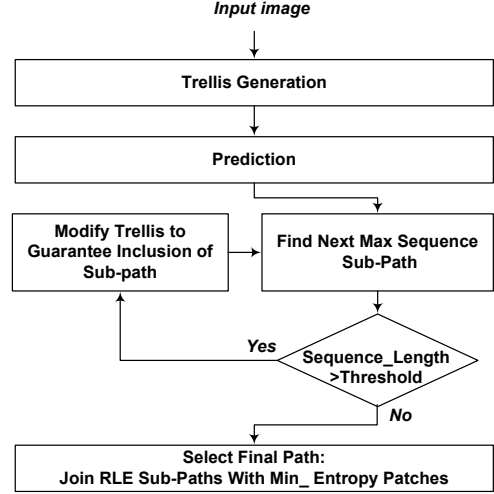 Input image
Trellis Generation
Prediction
Modify Trellis to
Guarantee Inclusion of
Sub-path
Find Next Max Sequence
Sub-Path
Yes
Sequence_Length
>Threshold
No
Select Final Path:
Join RLE Sub-Paths With Min_ Entropy Patches